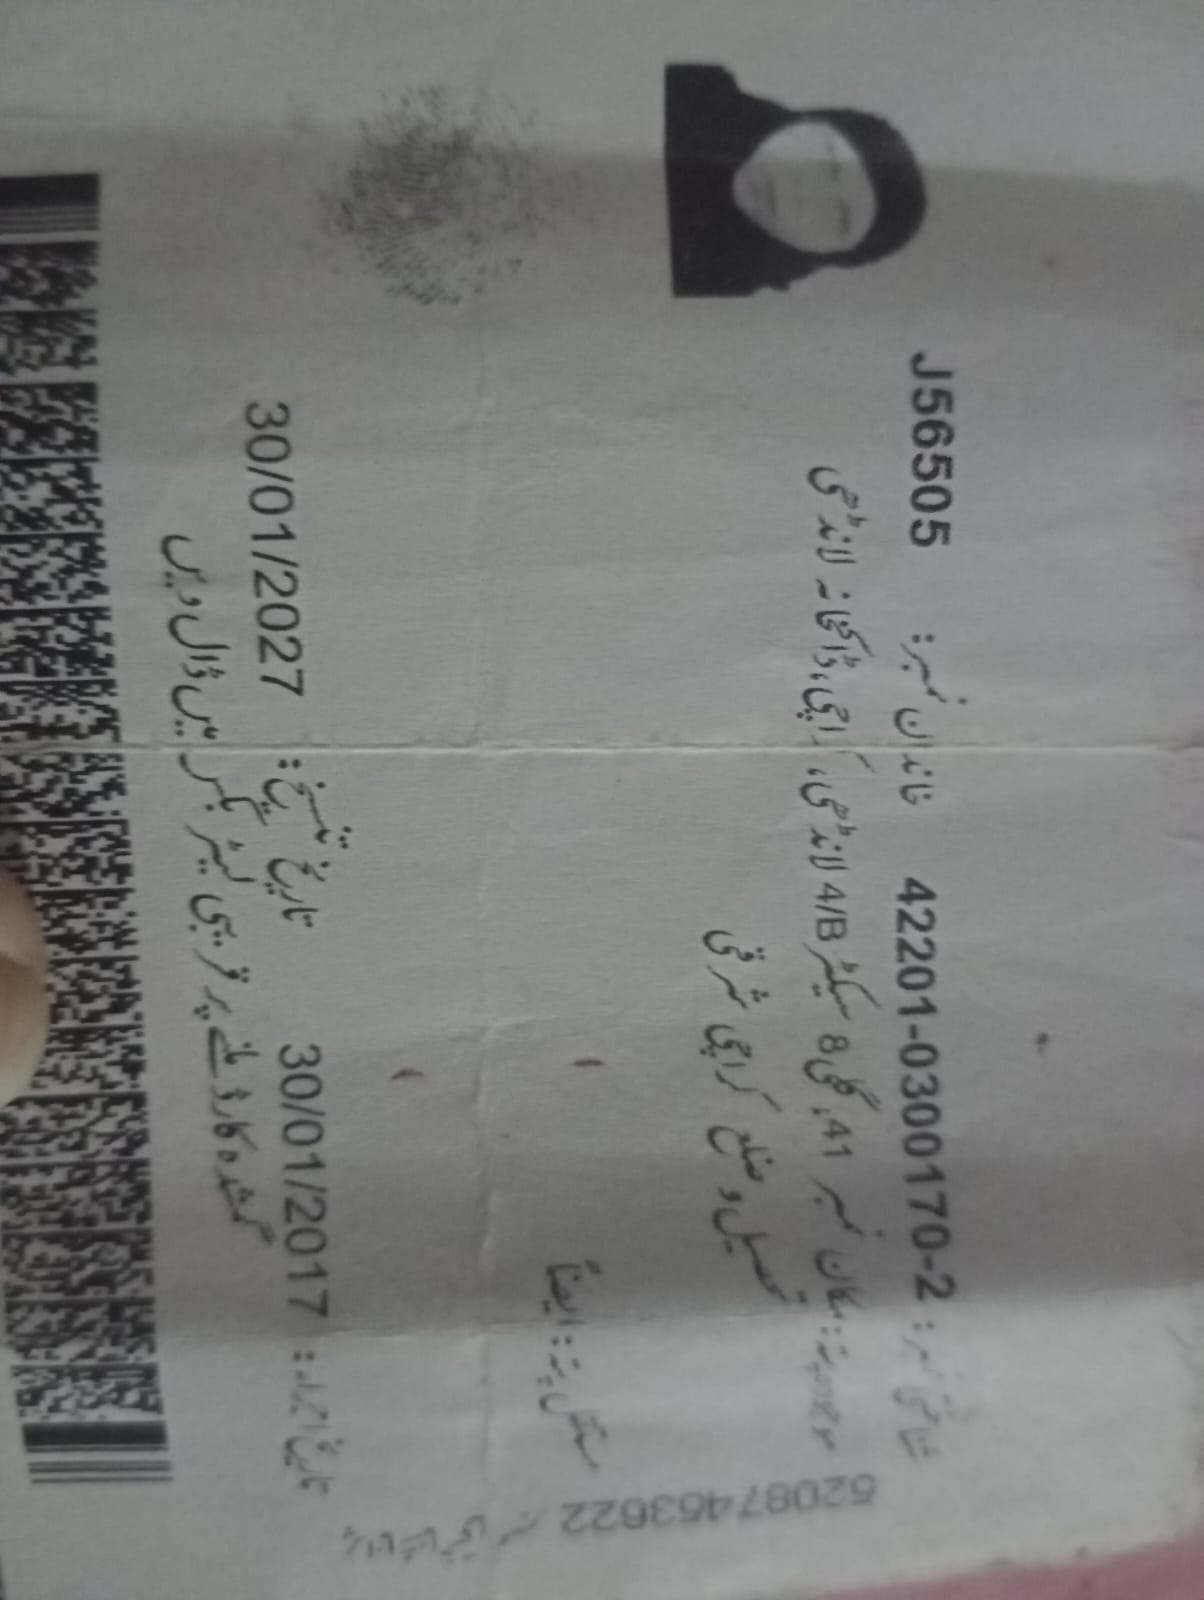 شناختی نمبر: 42201-0300170-2 خاندان نمبر: J56505
موجودہ پتہ: مکان نمبر 41، گلی 8 سیکٹر 4/B لانڈھی، کراچی، ڈاکخانہ لانڈھی
تحصیل و ضلع کراچی شرقی
مستقل پتہ: ایضاً
تاریخ اجراء: 30/01/2017 تاریخ تنسیخ: 30/01/2027
گمشدہ کارڈ ملنے پر قریبی لیٹر بکس میں ڈال دیں
52087453622